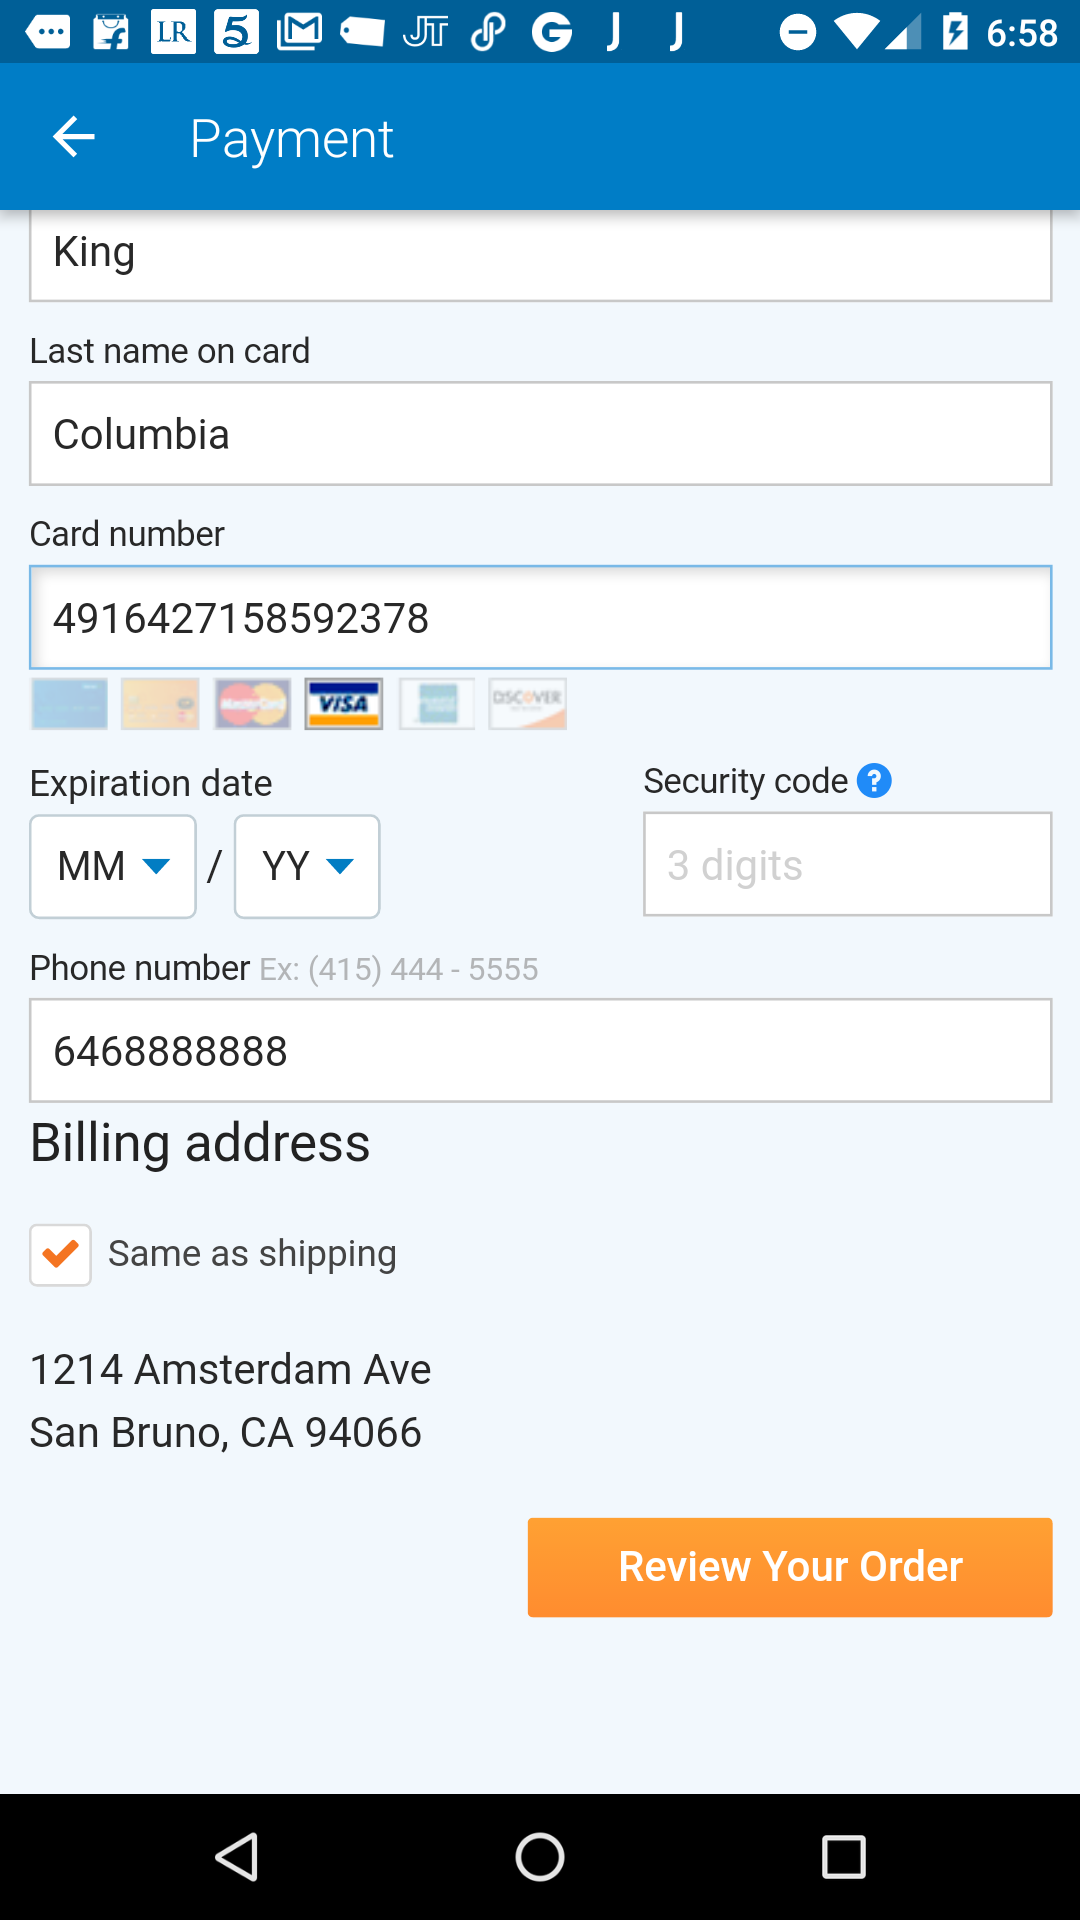 LR 5 M JT G J J 6:58
Payment
King
Last name on card
Columbia
Card number
4916427158592378
MasterCard VISA DISCOVER
Expiration date
Security code ?
MM / YY
3 digits
Phone number Ex: (415) 444 - 5555
6468888888
Billing address
Same as shipping
1214 Amsterdam Ave
San Bruno, CA 94066
Review Your Order